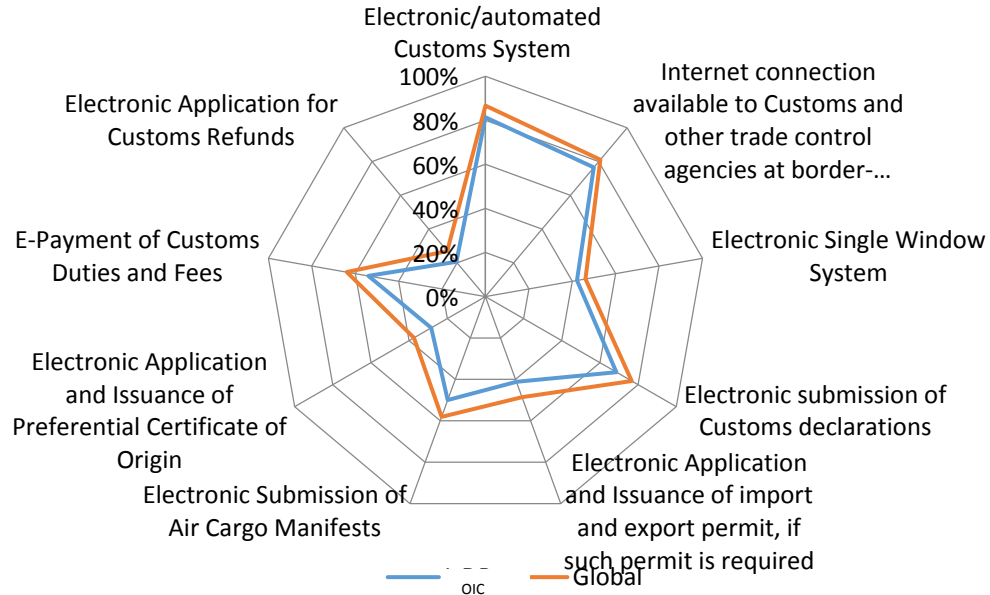 Electronic/automated
Customs System
Internet connection
available to Customs and
other trade control
agencies at border-...
Electronic Single Window
System
Electronic submission of
Customs declarations
Electronic Application
and Issuance of import
and export permit, if
such permit is required
Electronic Submission of
Air Cargo Manifests
Electronic Application
and Issuance of
Preferential Certificate of
Origin
E-Payment of Customs
Duties and Fees
Electronic Application for
Customs Refunds
100%
80%
60%
40%
20%
0%
OIC
Global